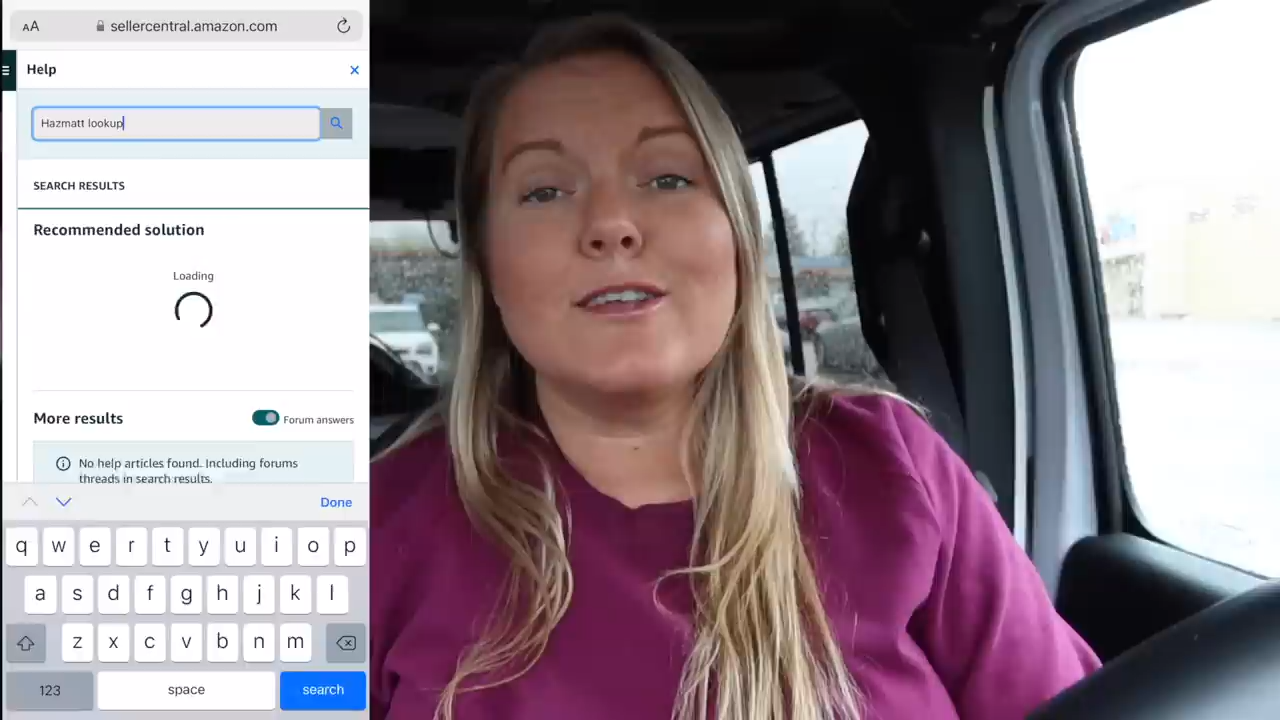 AA sellercentral.amazon.com
Help
Hazmatt lookup
SEARCH RESULTS
Recommended solution
Loading
More results
Forum answers
No help articles found. Including forums
threads in search results.
Done
q w e r t y u i o p
a s d f g h j k l
z x c v b n m
123 space search